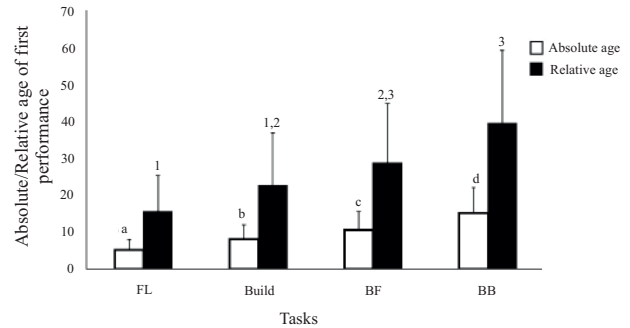 70
60
50
40
30
20
10
0
Absolute/Relative age of first
performance
a
1
b
1,2
c
2,3
d
3
Absolute age
Relative age
FL
Build
BF
BB
Tasks